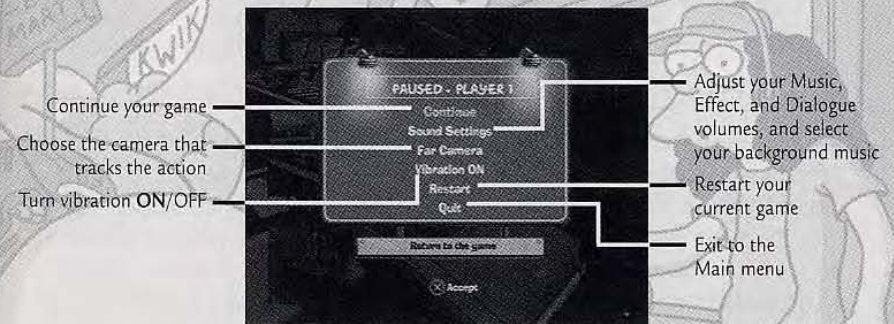 MART
KWIK
Continue your game
Choose the camera that
tracks the action
Turn vibration ON/OFF
PAUSED - PLAYER 1
Continue
Sound Settings
Far Camera
Vibration ON
Restart
Quit
Return to the game
X Accept
Adjust your Music,
Effect, and Dialogue
volumes, and select
your background music
Restart your
current game
Exit to the
Main menu